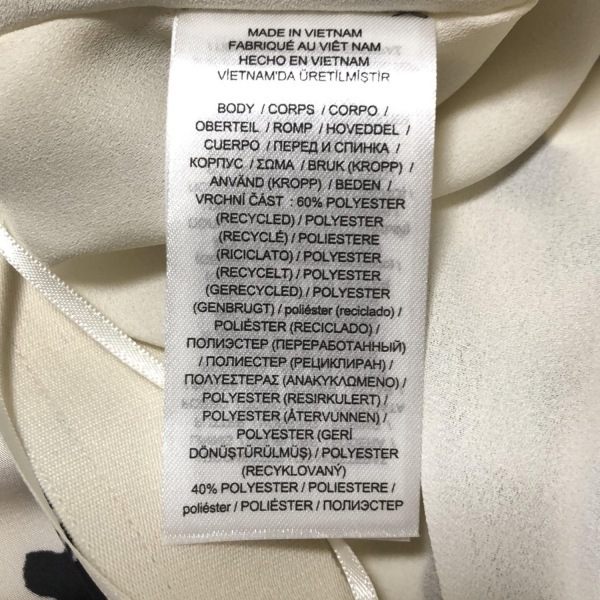 MADE IN VIETNAM
FABRIQUÉ AU VIÊT NAM
HECHO EN VIETNAM
VİETNAM'DA ÜRETİLMİŞTİR
BODY / CORPS / CORPO /
OBERTEIL / ROMP / HOVEDDEL /
CUERPO / ПЕРЕД И СПИНКА /
КОРПУС / ΣΩΜΑ / BRUK (KROPP) /
ANVÄND (KROPP) / BEDEN /
VRCHNÍ ČÁST : 60% POLYESTER
(RECYCLED) / POLYESTER
(RECYCLÉ) / POLIESTERE
(RICICLATO) / POLYESTER
(RECYCELT) / POLYESTER
(GERECYCLED) / POLYESTER
(GENBRUGT) / poliéster (reciclado) /
POLIÉSTER (RECICLADO) /
ПОЛИЭСТЕР (ПЕРЕРАБОТАННЫЙ)
/ ПОЛИЕСТЕР (РЕЦИКЛИРАН) /
ΠΟΛΥΕΣΤΕΡΑΣ (ΑΝΑΚΥΚΛΩΜΕΝΟ) /
POLYESTER (RESIRKULERT) /
POLYESTER (ÅTERVUNNEN) /
POLYESTER (GERİ
DÖNÜŞTÜRÜLMÜŞ) / POLYESTER
(RECYKLOVANÝ)
40% POLYESTER / POLIESTERE /
poliéster / POLIÉSTER / ПОЛИЭСТЕР